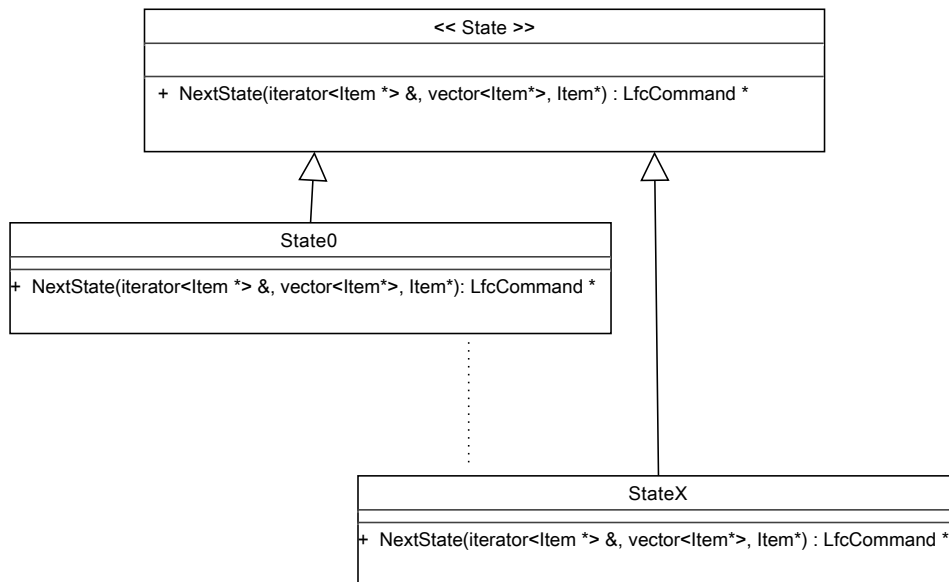 << State >>
+ NextState(iterator<Item *> &, vector<Item*>, Item*) : LfcCommand *
State0
+ NextState(iterator<Item *> &, vector<Item*>, Item*): LfcCommand *
StateX
+ NextState(iterator<Item *> &, vector<Item*>, Item*) : LfcCommand *